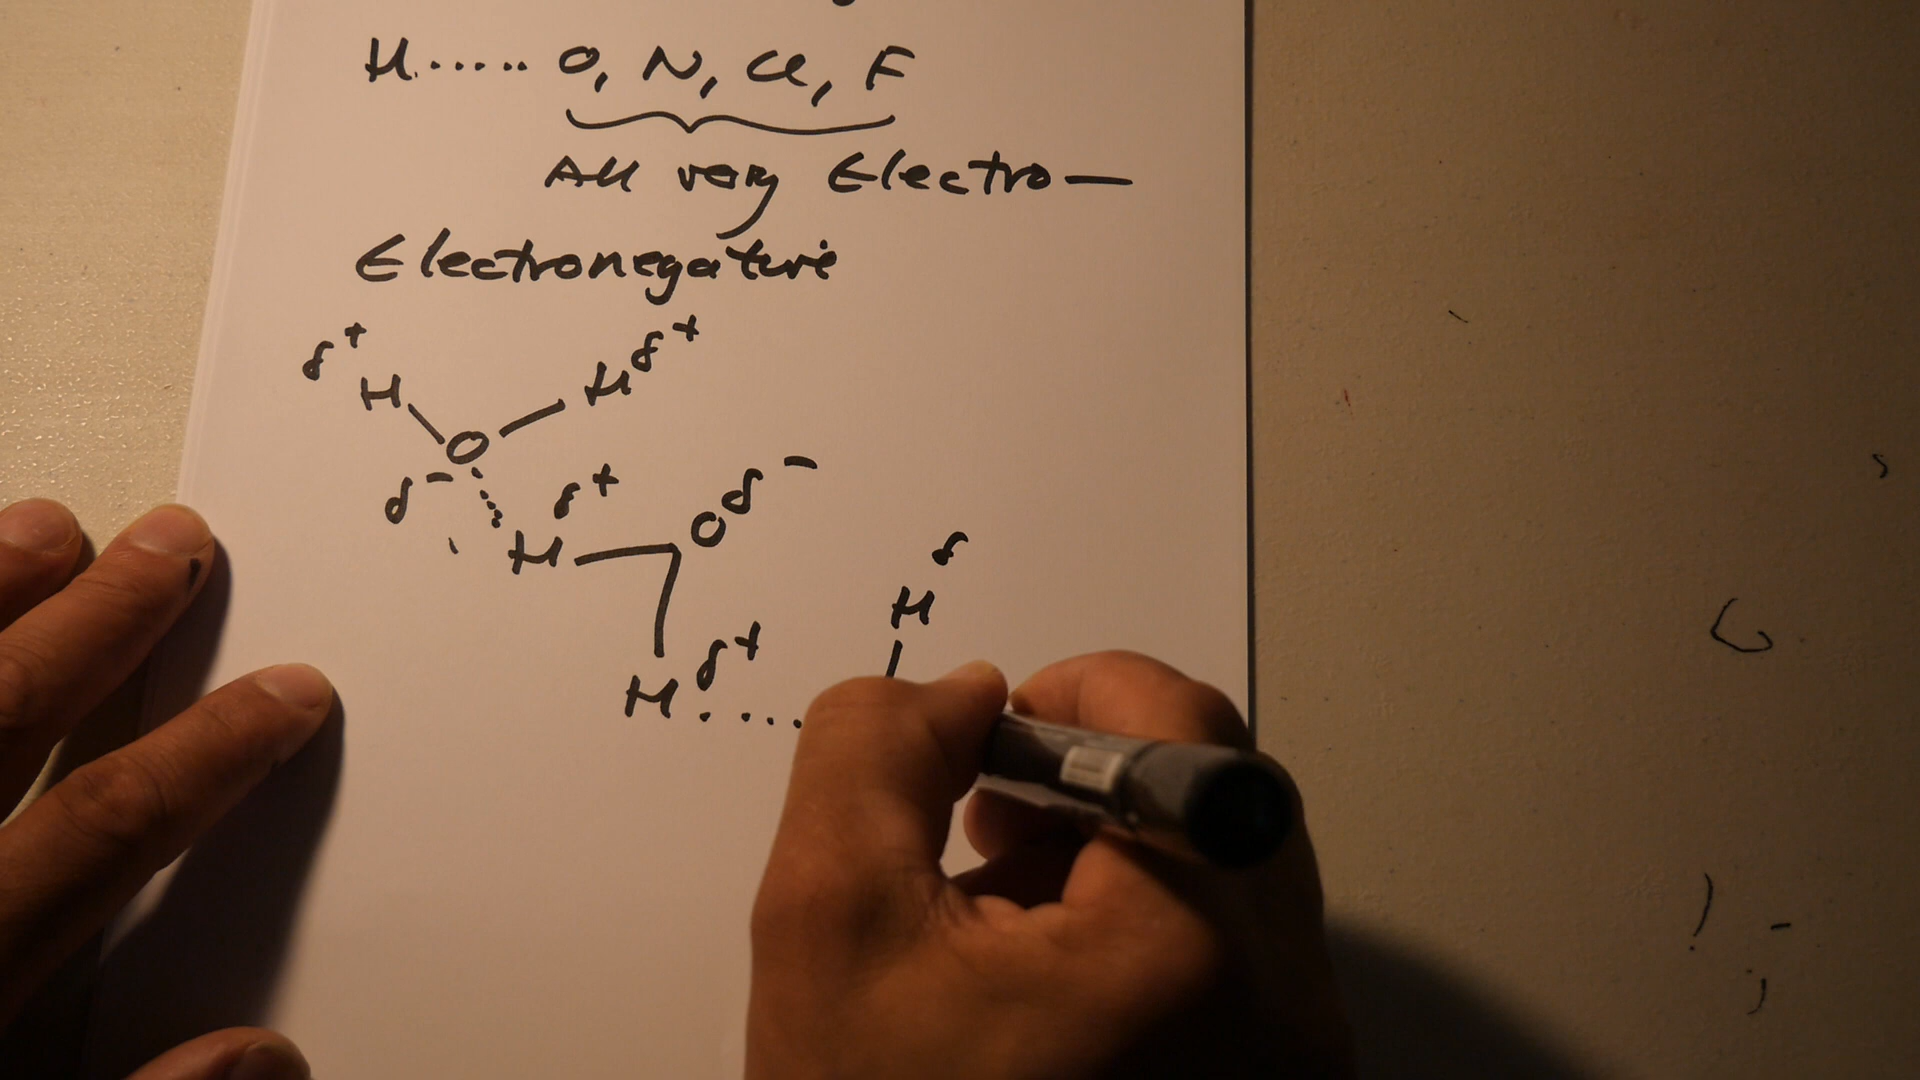 H..... O, N, Cl, F
All very Electro—
Electronegative
δ+ H H δ+
O
δ- δ+ O δ-
H
H δ
H δ+ ....